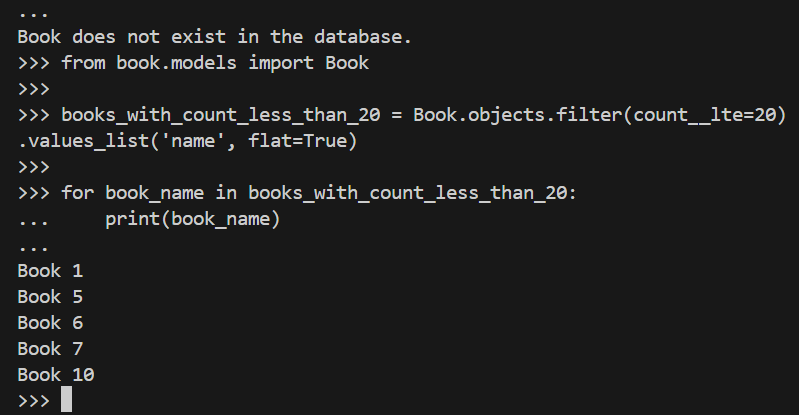 ...
Book does not exist in the database.
>>> from book.models import Book
>>>
>>> books_with_count_less_than_20 = Book.objects.filter(count__lte=20)
.values_list('name', flat=True)
>>>
>>> for book_name in books_with_count_less_than_20:
...     print(book_name)
...
Book 1
Book 5
Book 6
Book 7
Book 10
>>>